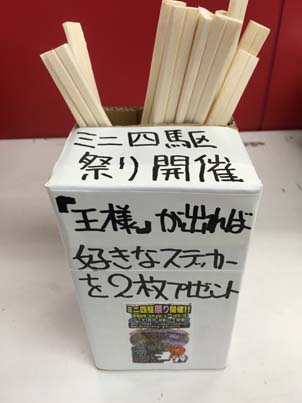 ミニ四駆
祭り開催
『王様』が出れば
好きなステッカー
を2枚プレゼント
ミニ四駆祭り開催!!